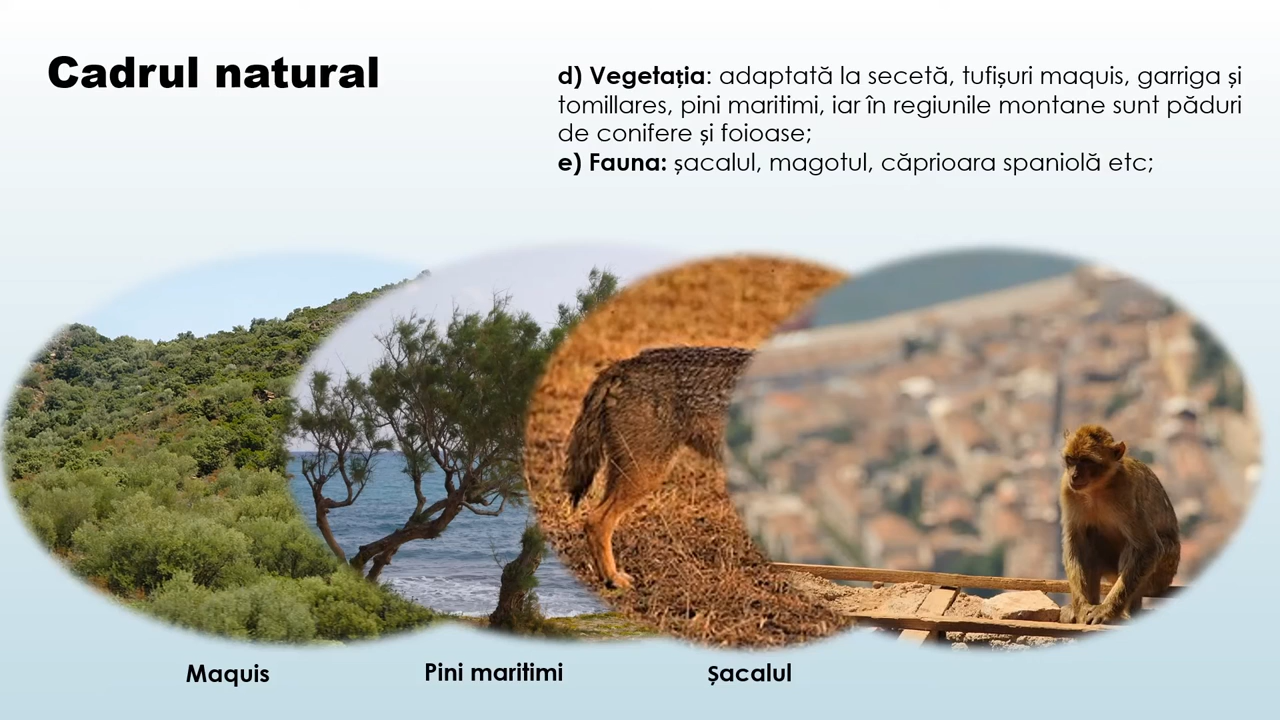 Cadrul natural
d) Vegetația: adaptată la secetă, tufișuri maquis, garriga și
tomillares, pini maritimi, iar în regiunile montane sunt păduri
de conifere și foioase;
e) Fauna: șacalul, magotul, căprioara spaniolă etc;
Maquis
Pini maritimi
Șacalul